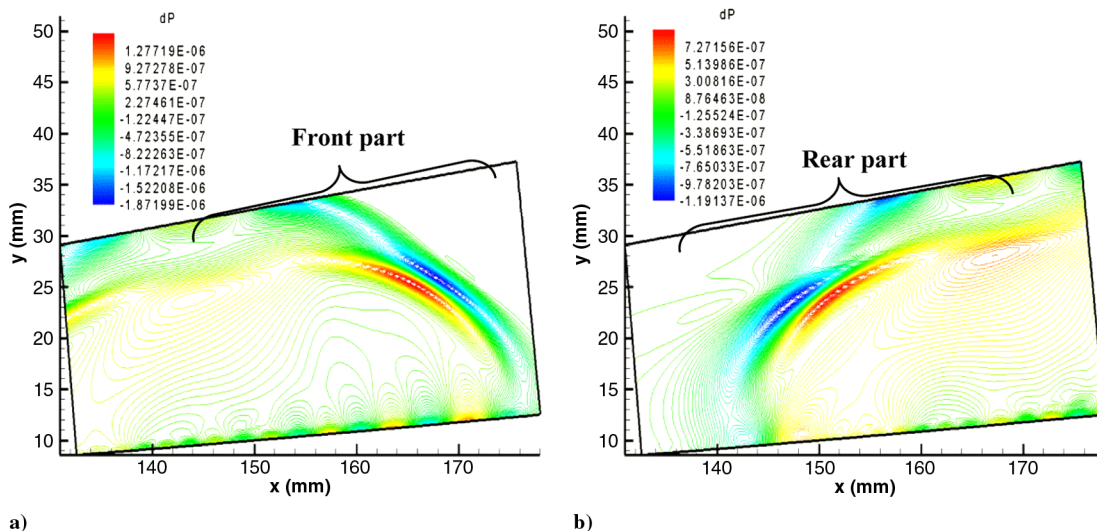 dP
1.27719E-06
9.27278E-07
5.7737E-07
2.27461E-07
-1.22447E-07
-4.72355E-07
-8.22263E-07
-1.17217E-06
-1.52208E-06
-1.87199E-06
Front part
50
45
40
35
30
25
20
15
10
y (mm)
140
150
160
170
x (mm)
a)
dP
7.27156E-07
5.13986E-07
3.00816E-07
8.76463E-08
-1.25524E-07
-3.38693E-07
-5.51863E-07
-7.65033E-07
-9.78203E-07
-1.19137E-06
Rear part
50
45
40
35
30
25
20
15
10
y (mm)
140
150
160
170
x (mm)
b)